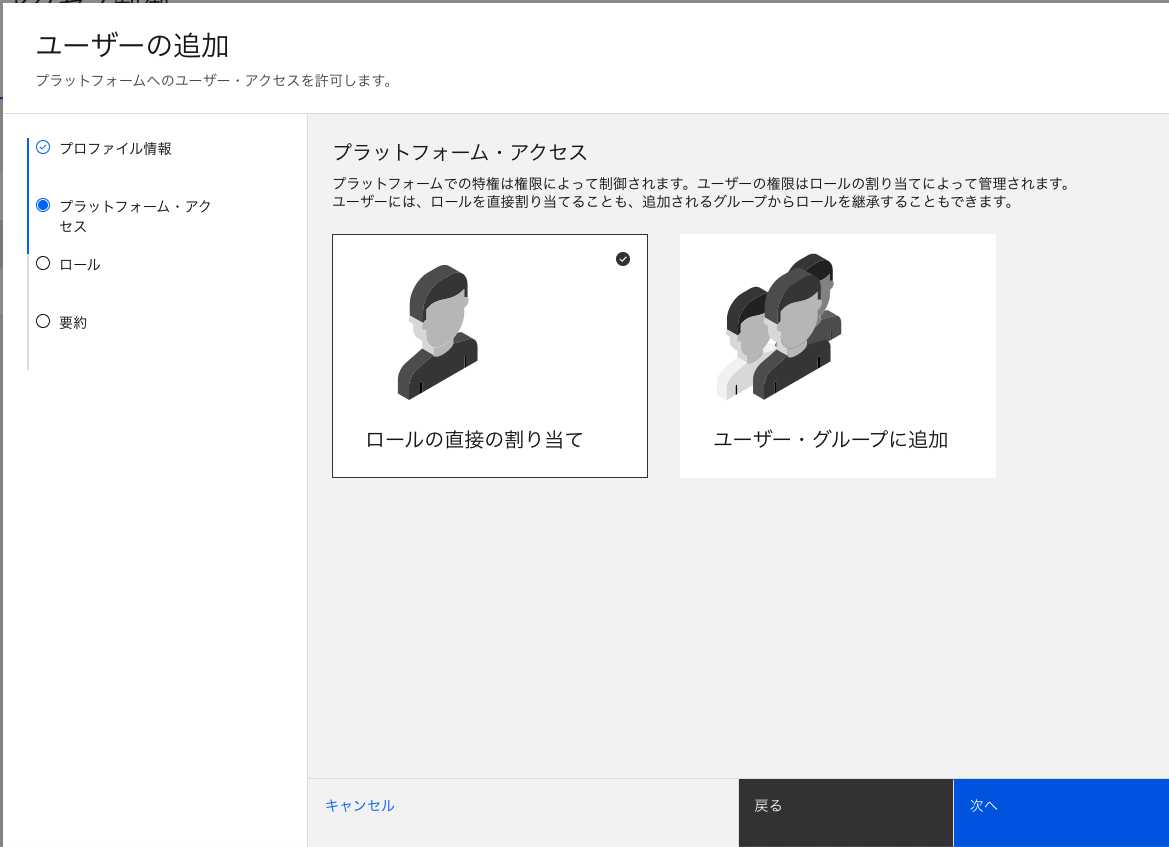 ユーザーの追加
プラットフォームへのユーザー・アクセスを許可します。
プロファイル情報
プラットフォーム・アク
セス
ロール
要約
プラットフォーム・アクセス
プラットフォームでの特権は権限によって制御されます。ユーザーの権限はロールの割り当てによって管理されます。
ユーザーには、ロールを直接割り当てることも、追加されるグループからロールを継承することもできます。
ロールの直接の割り当て
ユーザー・グループに追加
キャンセル
戻る
次へ